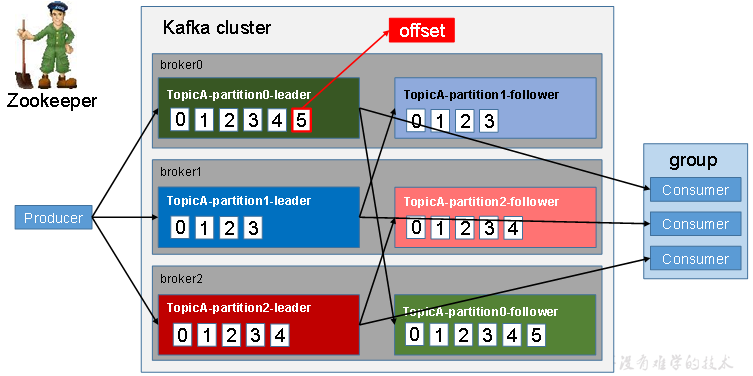 Kafka cluster
offset
Zookeeper
broker0
TopicA-partition0-leader
0 1 2 3 4 5
TopicA-partition1-follower
0 1 2 3
broker1
TopicA-partition1-leader
0 1 2 3
TopicA-partition2-follower
0 1 2 3 4
broker2
TopicA-partition2-leader
0 1 2 3 4
TopicA-partition0-follower
0 1 2 3 4 5
Producer
group
Consumer
Consumer
Consumer
没有难学的技术